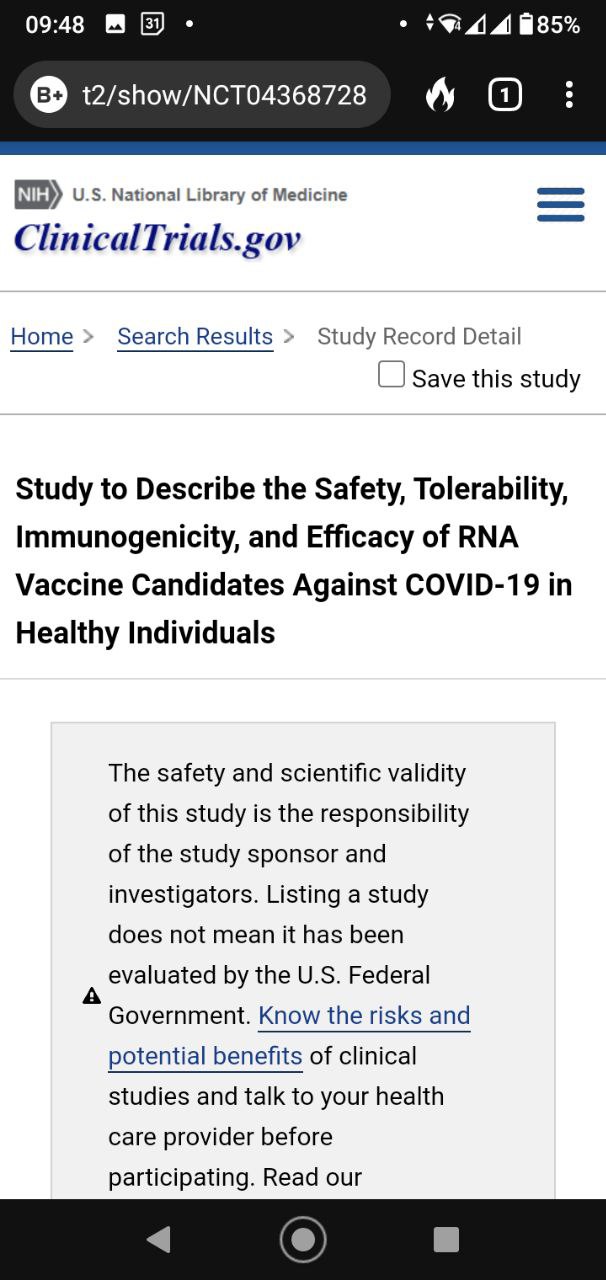 09:48 31 85%
B+ t2/show/NCT04368728 1
NIH U.S. National Library of Medicine
ClinicalTrials.gov
Home > Search Results > Study Record Detail
Save this study
Study to Describe the Safety, Tolerability,
Immunogenicity, and Efficacy of RNA
Vaccine Candidates Against COVID-19 in
Healthy Individuals
The safety and scientific validity
of this study is the responsibility
of the study sponsor and
investigators. Listing a study
does not mean it has been
evaluated by the U.S. Federal
Government. Know the risks and
potential benefits of clinical
studies and talk to your health
care provider before
participating. Read our